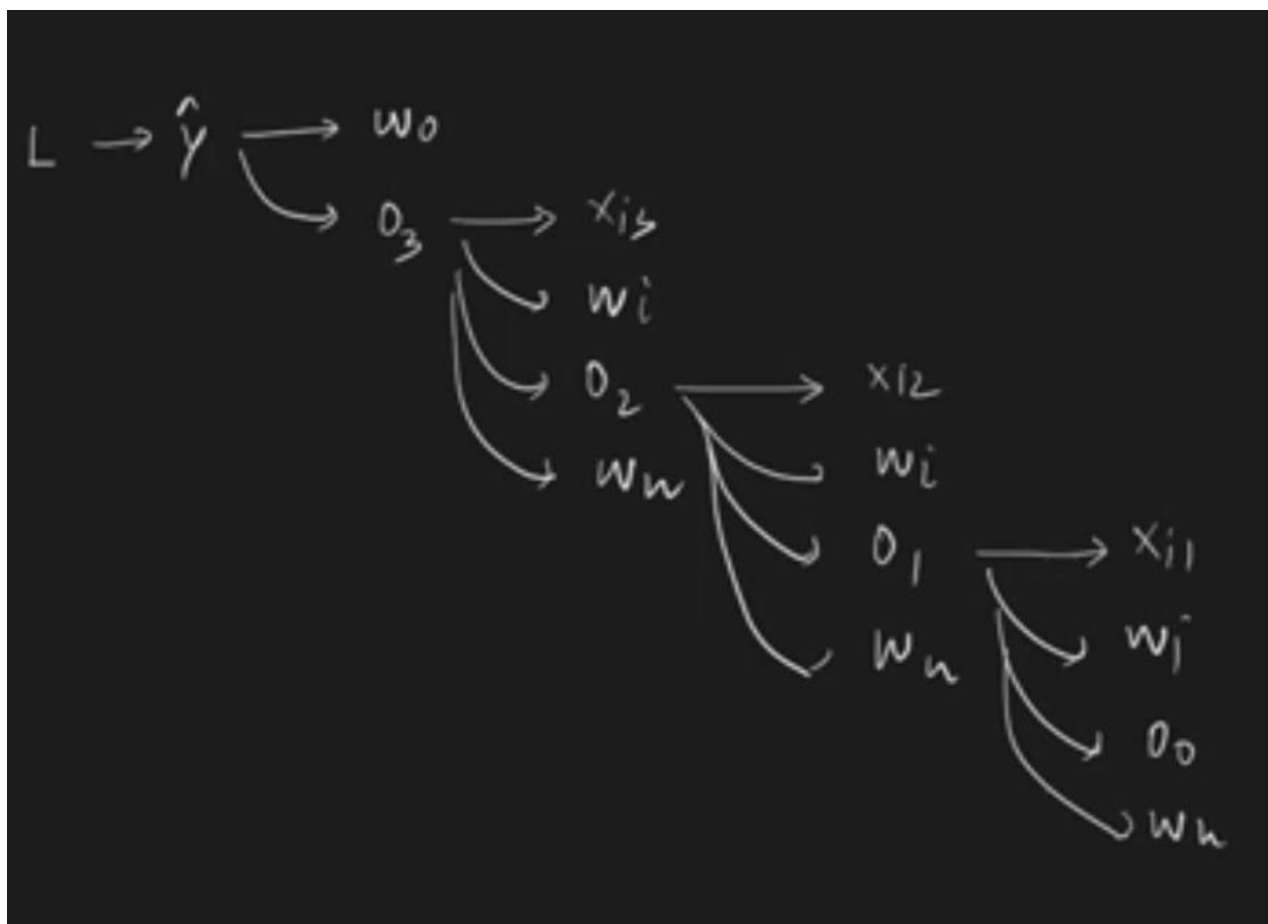 L → ŷ → w₀
O₃ → xᵢ₃
wᵢ
O₂ → xᵢ₂
wₕ
wᵢ
O₁ → xᵢ₁
wₕ
wᵢ
O₀
wₕ